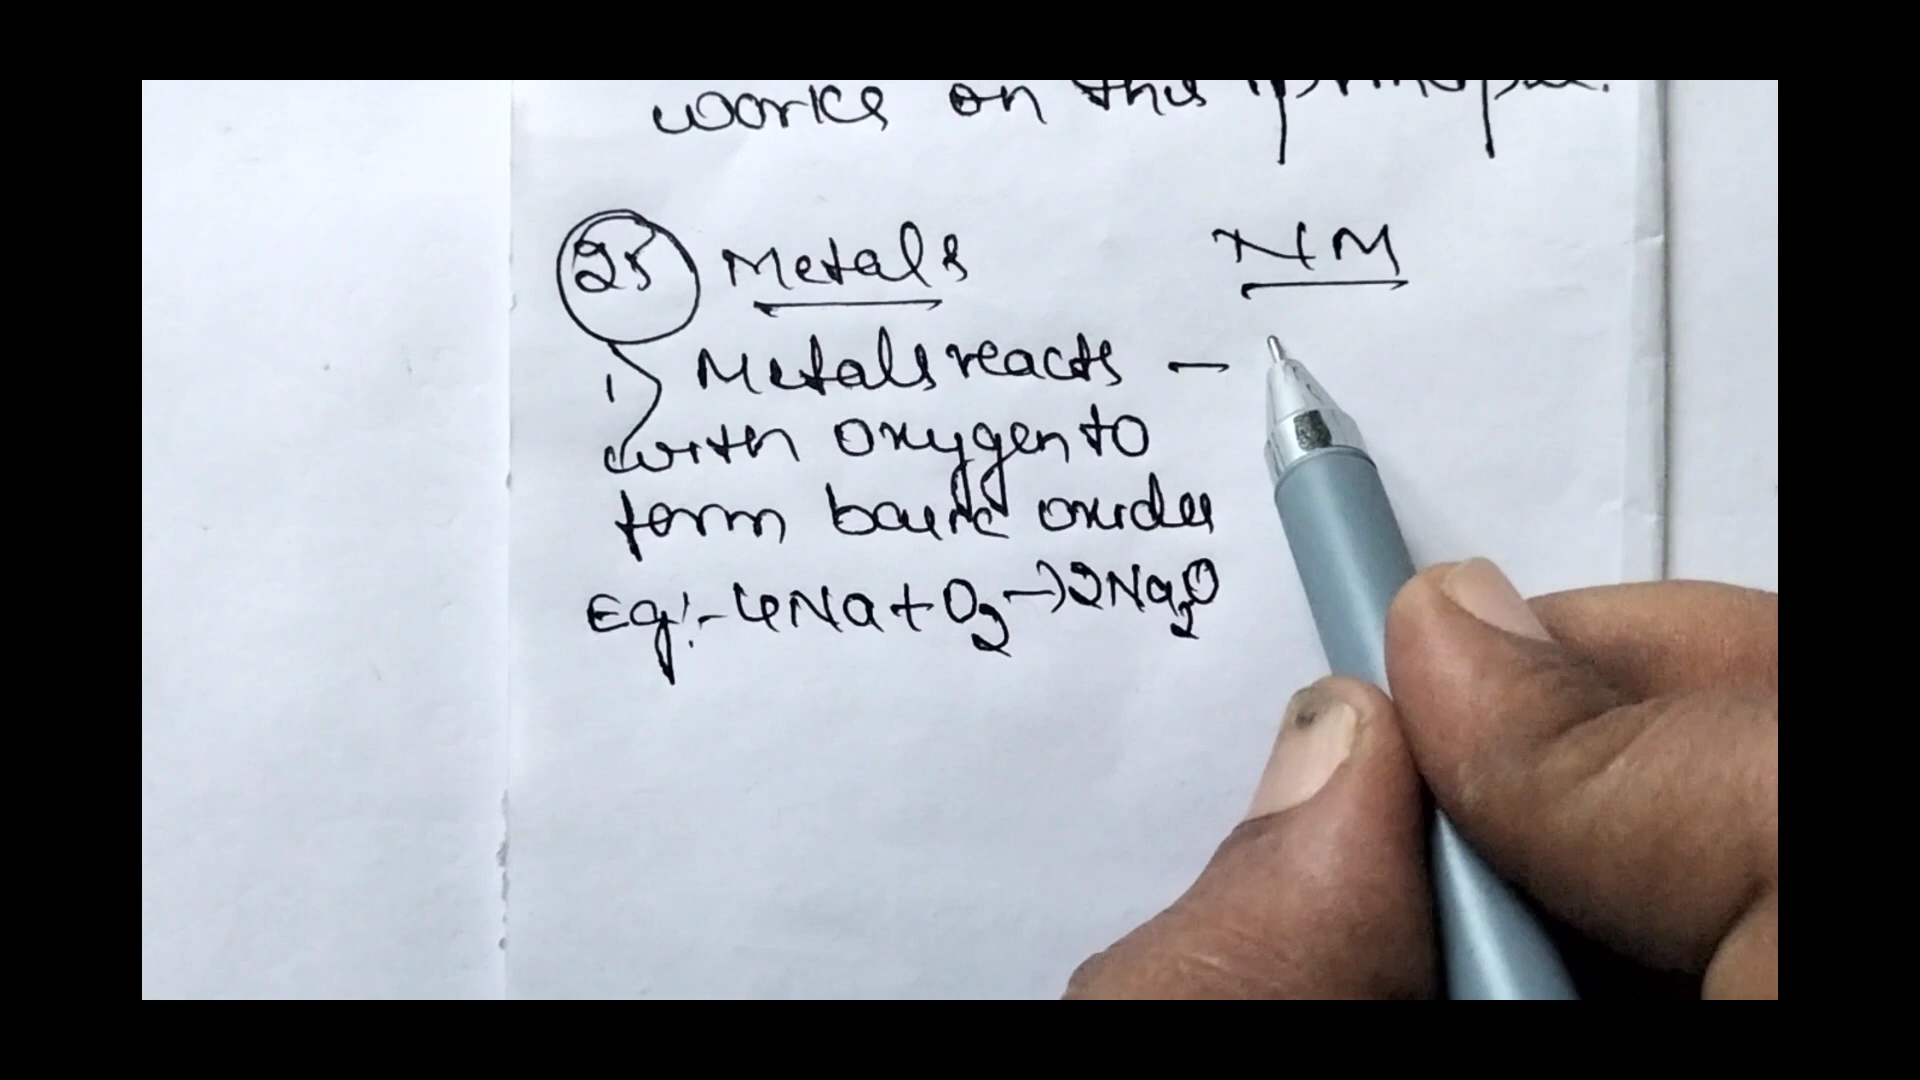 works on this principle.
25 Metals NM
1) Metals reacts –
with oxygen to
form basic oxides
Eg:- 4Na + O₂ → 2Na₂O